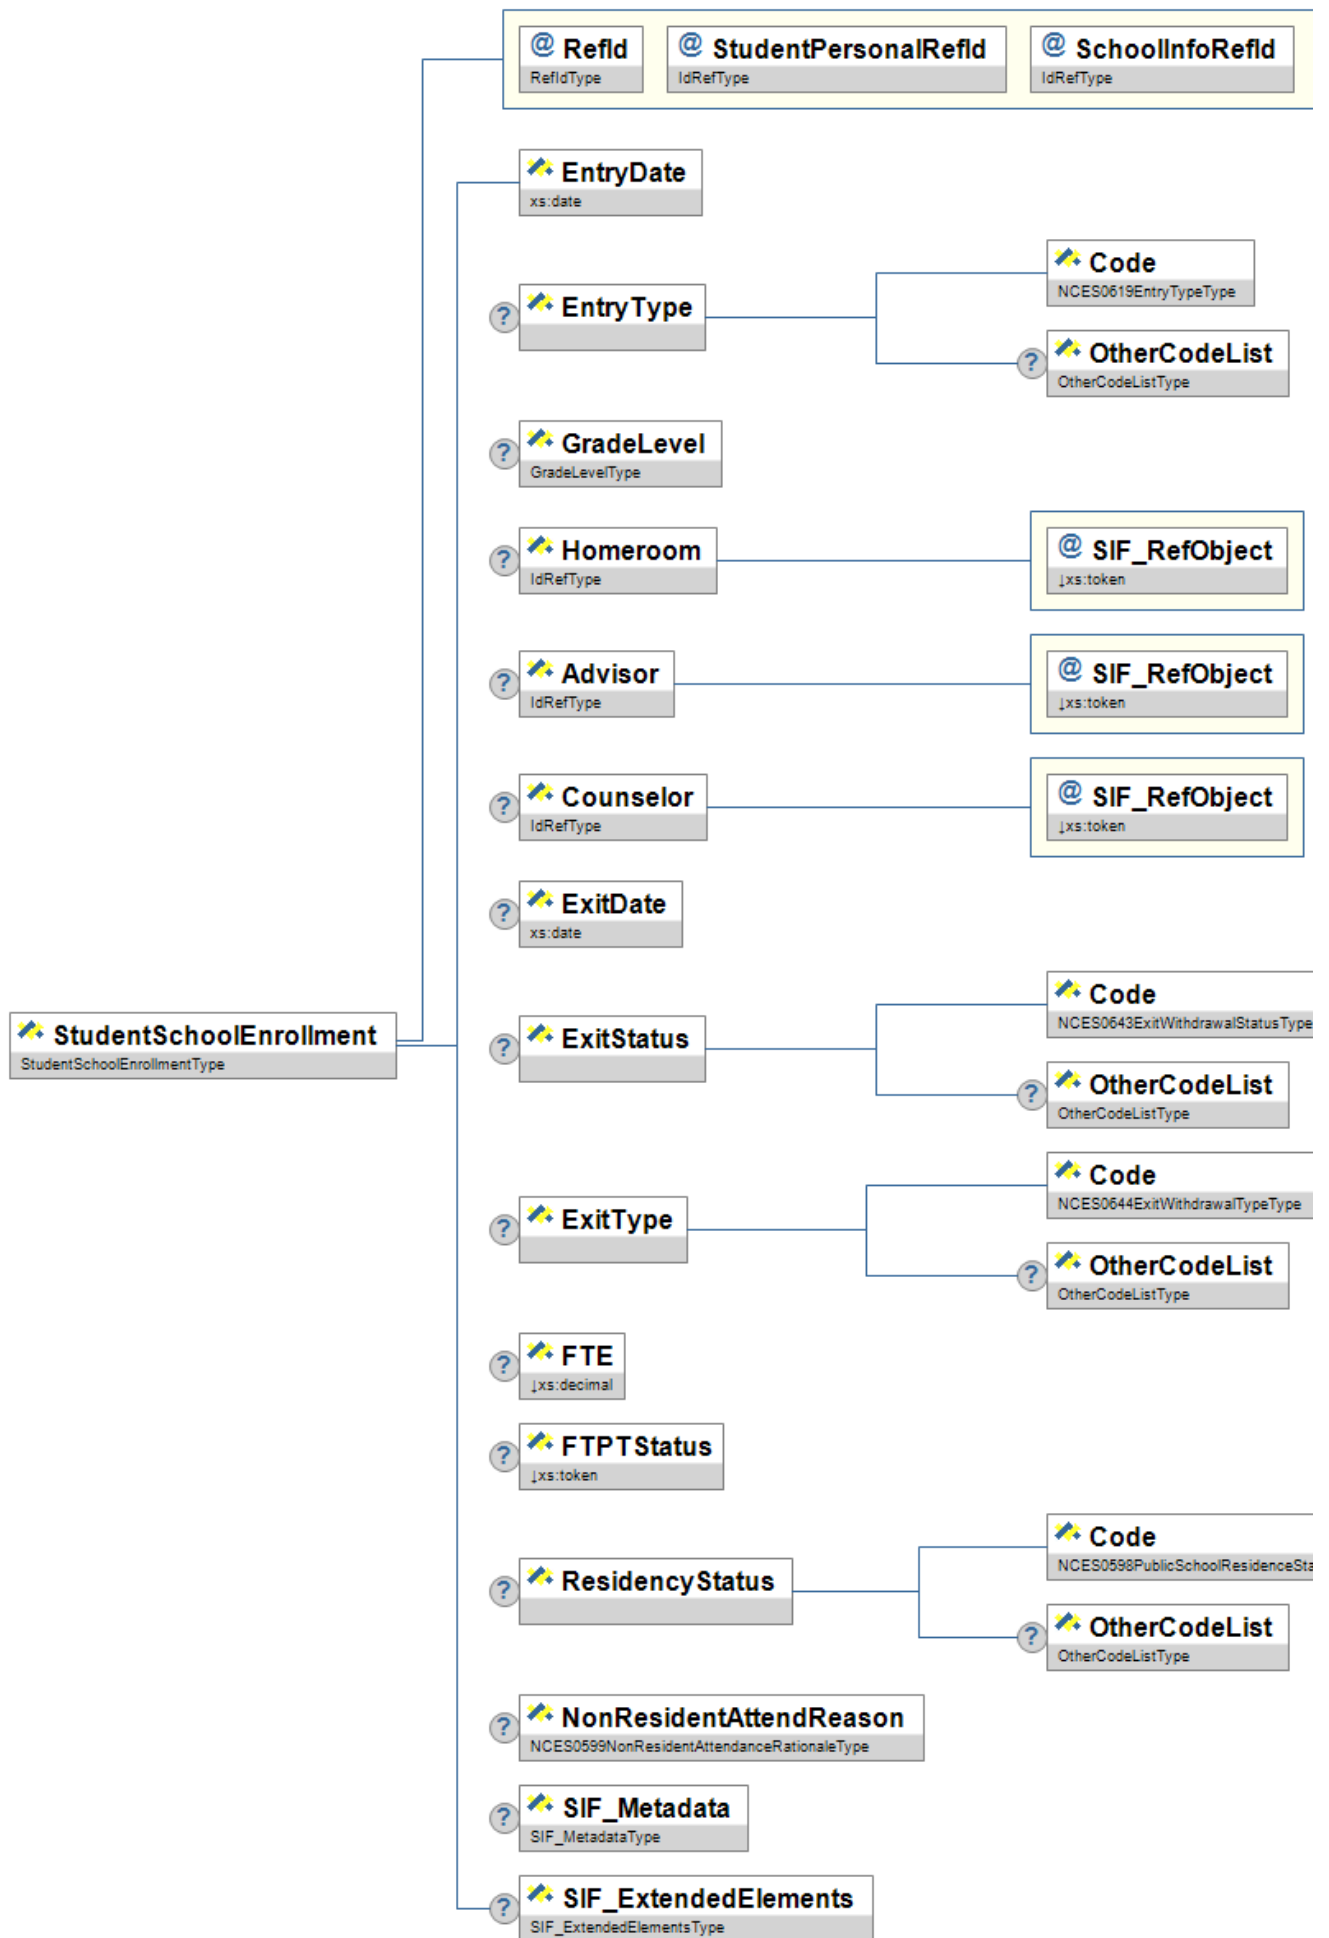 @ RefId @ StudentPersonalRefId @ SchoolInfoRefId
RefIdType IdRefType IdRefType
EntryDate
xs:date
Code
NCES0619EntryTypeType
? EntryType
? OtherCodeList
OtherCodeListType
? GradeLevel
GradeLevelType
? Homeroom @ SIF_RefObject
IdRefType ↓xs:token
? Advisor @ SIF_RefObject
IdRefType ↓xs:token
? Counselor @ SIF_RefObject
IdRefType ↓xs:token
? ExitDate
xs:date
Code
NCES0643ExitWithdrawalStatusType
StudentSchoolEnrollment
StudentSchoolEnrollmentType
? ExitStatus
? OtherCodeList
OtherCodeListType
Code
NCES0644ExitWithdrawalTypeType
? ExitType
? OtherCodeList
OtherCodeListType
? FTE
↓xs:decimal
? FTPTStatus
↓xs:token
Code
NCES0598PublicSchoolResidenceSta
? ResidencyStatus
? OtherCodeList
OtherCodeListType
? NonResidentAttendReason
NCES0599NonResidentAttendanceRationaleType
? SIF_Metadata
SIF_MetadataType
? SIF_ExtendedElements
SIF_ExtendedElementsType